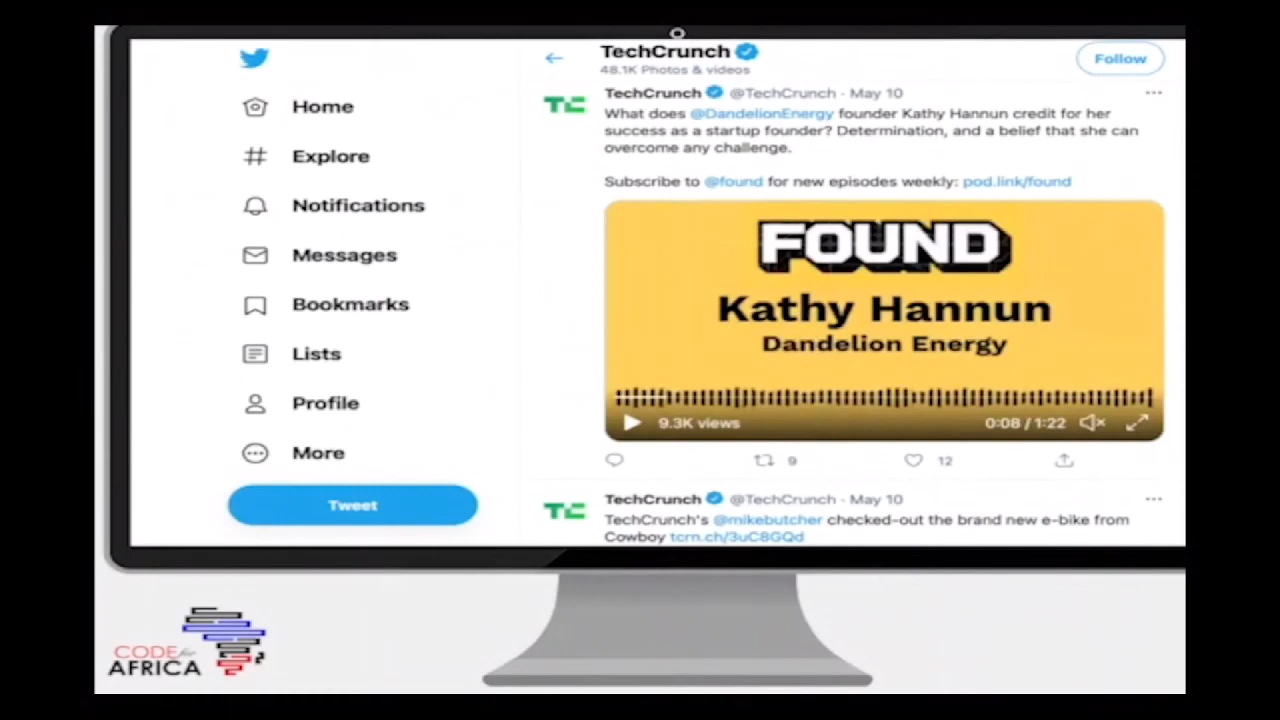 TechCrunch
48.1K Photos & videos
Follow
Home
Explore
Notifications
Messages
Bookmarks
Lists
Profile
More
Tweet
TechCrunch @TechCrunch · May 10
What does @DandelionEnergy founder Kathy Hannun credit for her
success as a startup founder? Determination, and a belief that she can
overcome any challenge.
Subscribe to @found for new episodes weekly: pod.link/found
FOUND
Kathy Hannun
Dandelion Energy
9.3K views
0:08 / 1:22
9
12
TechCrunch @TechCrunch · May 10
TechCrunch's @mikebutcher checked-out the brand new e-bike from
Cowboy tcrn.ch/3uC8GQd
CODE for
AFRICA